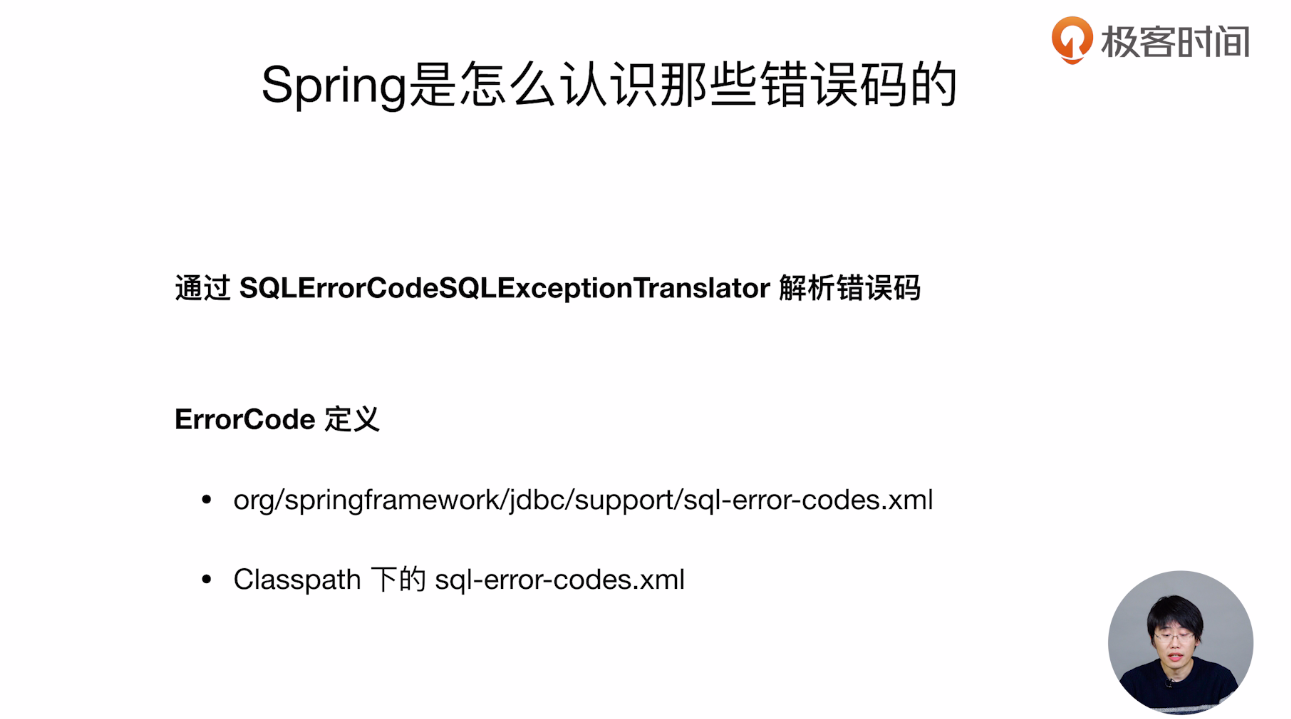 极客时间
Spring是怎么认识那些错误码的
通过 SQLErrorCodeSQLExceptionTranslator 解析错误码
ErrorCode 定义
• org/springframework/jdbc/support/sql-error-codes.xml
• Classpath 下的 sql-error-codes.xml